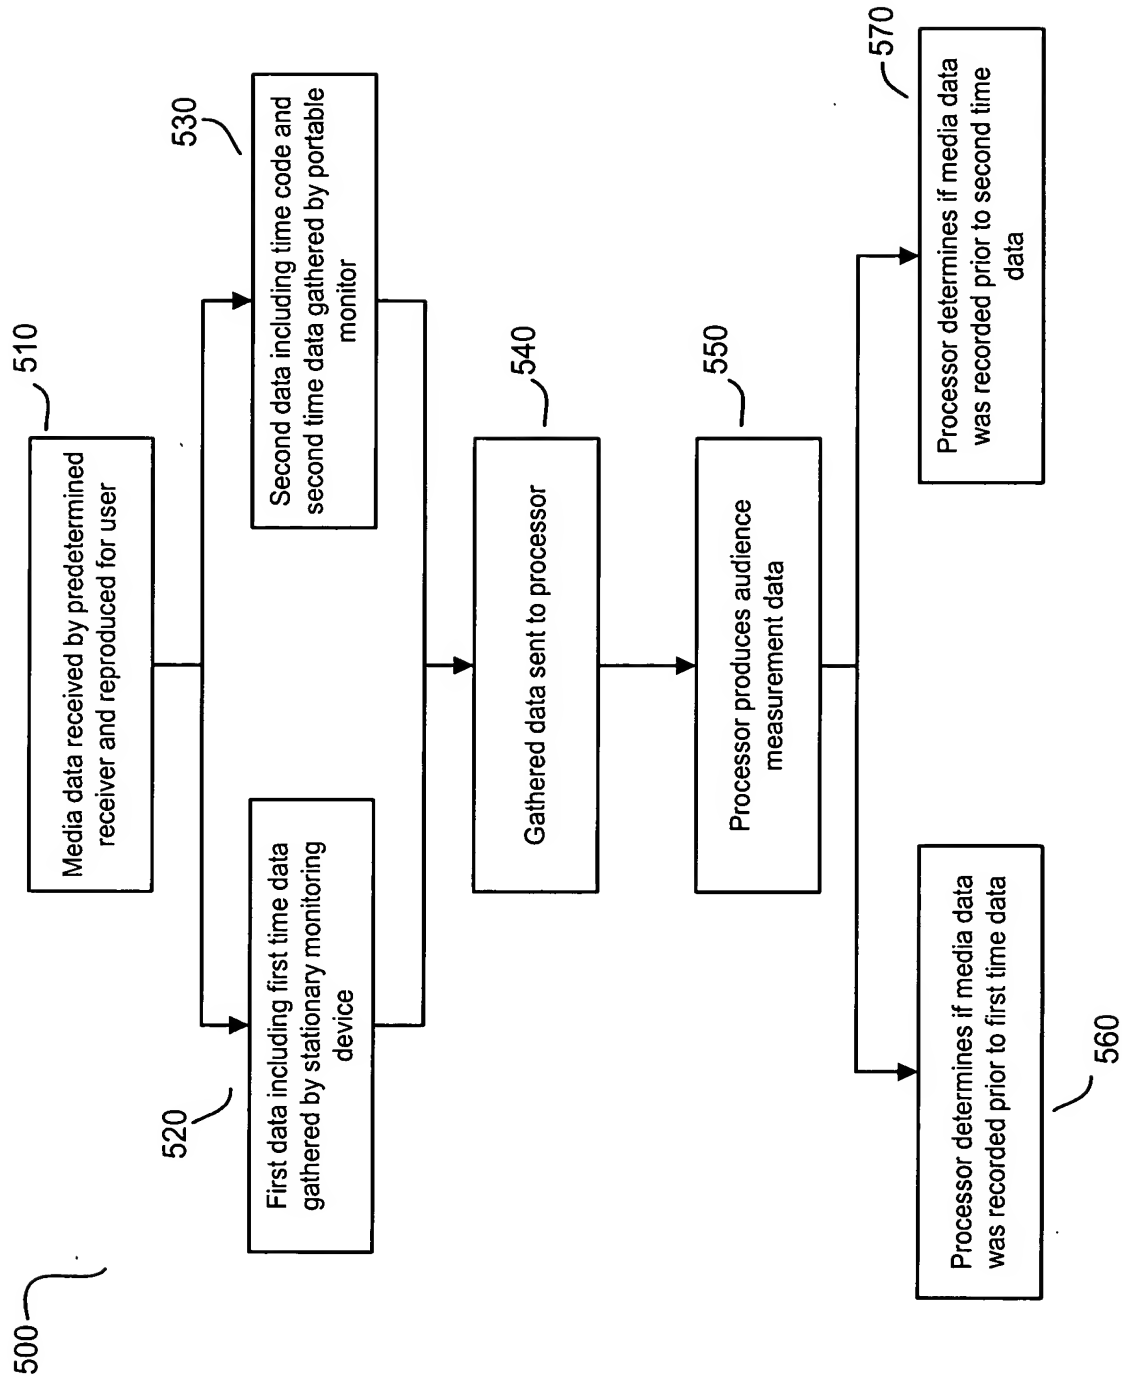 500
510
Media data received by predetermined
receiver and reproduced for user
520
First data including first time data
gathered by stationary monitoring
device
530
Second data including time code and
second time data gathered by portable
monitor
540
Gathered data sent to processor
550
Processor produces audience
measurement data
560
Processor determines if media data
was recorded prior to first time data
570
Processor determines if media data
was recorded prior to second time
data